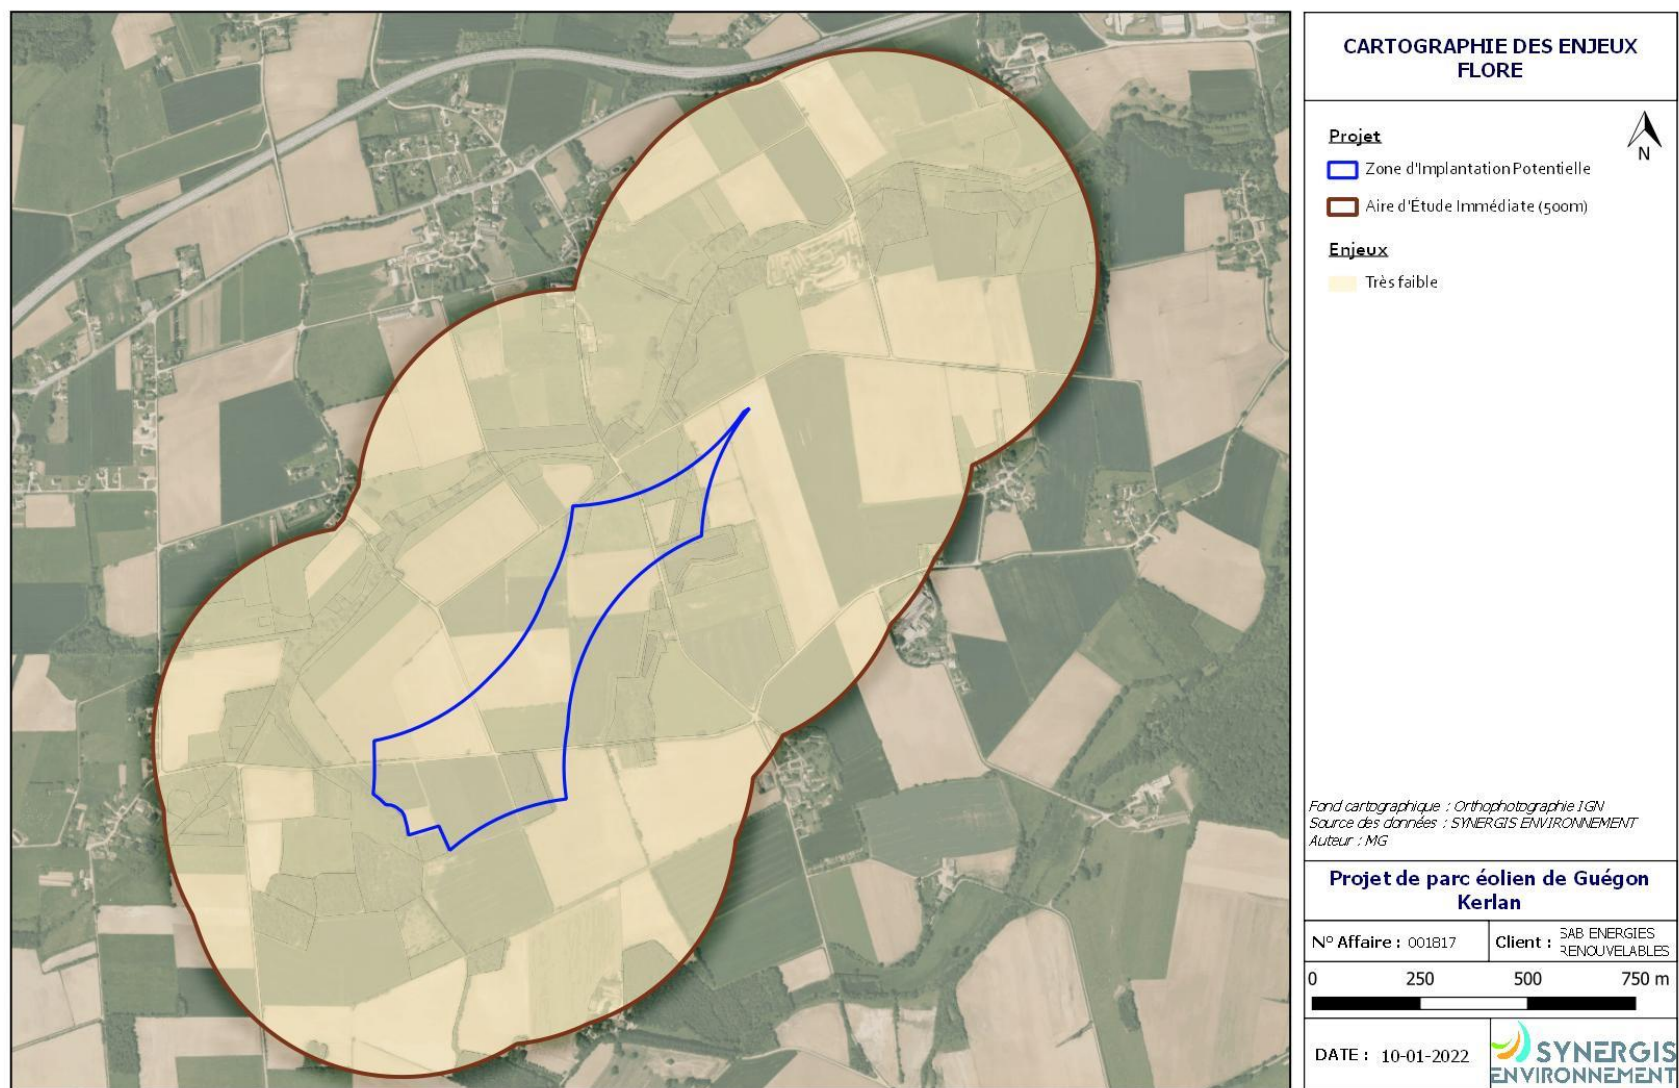 CARTOGRAPHIE DES ENJEUX
FLORE
Projet
N
Zone d'Implantation Potentielle
Aire d'Étude Immédiate (500m)
Enjeux
Très faible
Fond cartographique : Orthophotographie IGN
Source des données : SYNERGIS ENVIRONNEMENT
Auteur : MG
Projet de parc éolien de Guégon
Kerlan
N° Affaire : 001817
Client : SAB ENERGIES
RENOUVELABLES
0 250 500 750 m
DATE : 10-01-2022
SYNERGIS
ENVIRONNEMENT